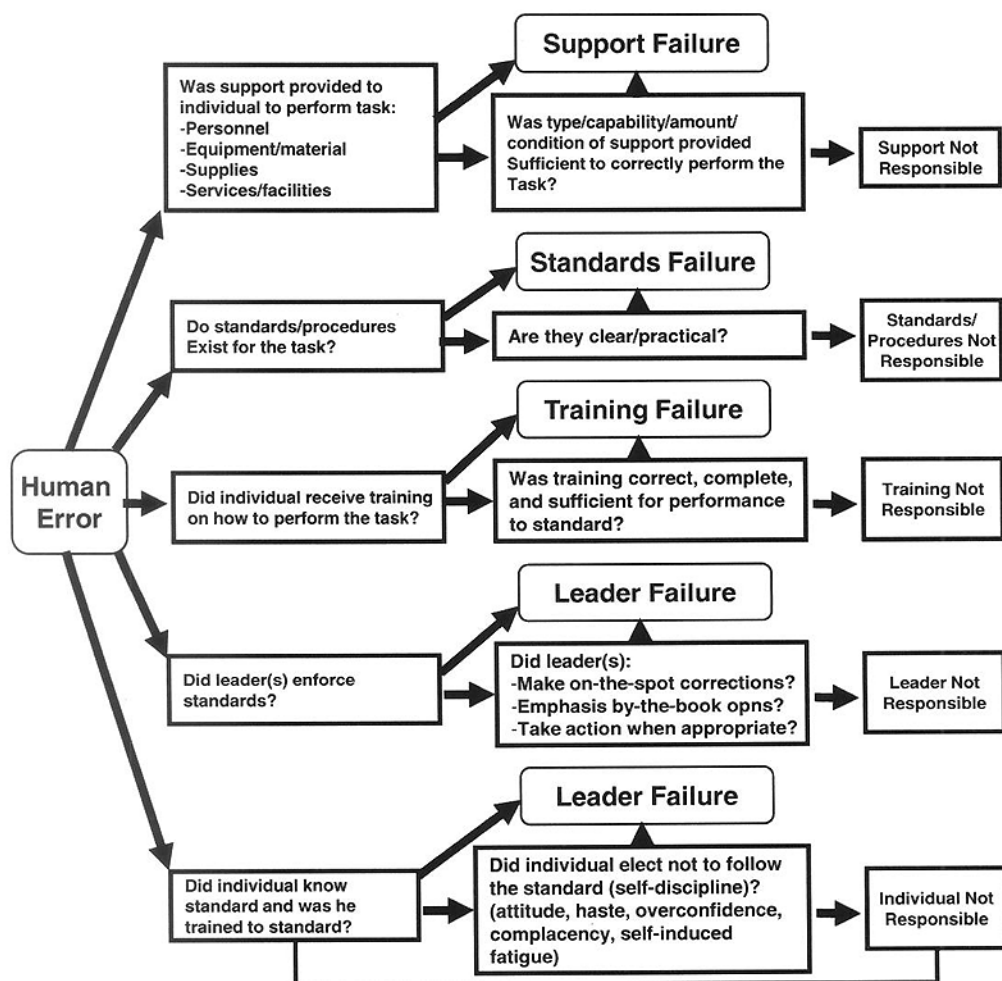 Support Failure
Was support provided to
individual to perform task:
-Personnel
-Equipment/material
-Supplies
-Services/facilities
Was type/capability/amount/
condition of support provided
Sufficient to correctly perform the
Task?
Support Not
Responsible
Standards Failure
Do standards/procedures
Exist for the task?
Are they clear/practical?
Standards/
Procedures Not
Responsible
Human
Error
Training Failure
Did individual receive training
on how to perform the task?
Was training correct, complete,
and sufficient for performance
to standard?
Training Not
Responsible
Leader Failure
Did leader(s) enforce
standards?
Did leader(s):
-Make on-the-spot corrections?
-Emphasis by-the-book opns?
-Take action when appropriate?
Leader Not
Responsible
Leader Failure
Did individual know
standard and was he
trained to standard?
Did individual elect not to follow
the standard (self-discipline)?
(attitude, haste, overconfidence,
complacency, self-induced
fatigue)
Individual Not
Responsible